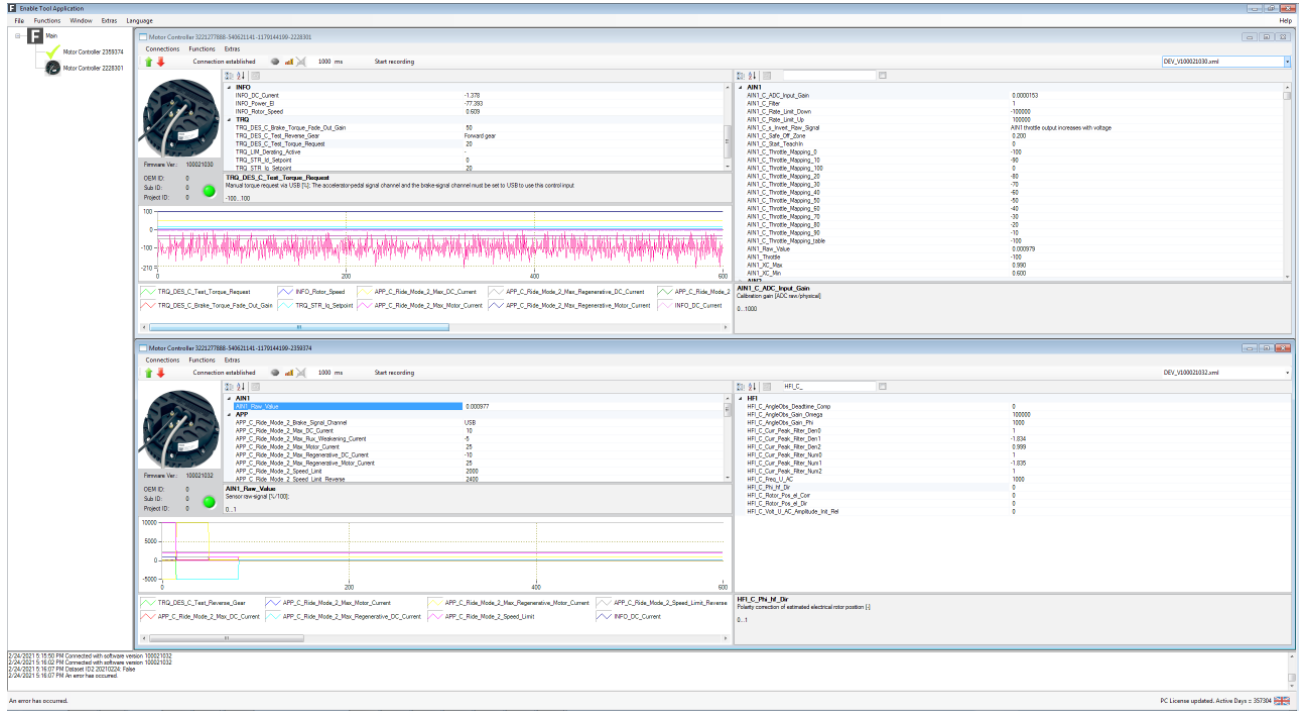 Enable Tool Application
File Functions Window Extras Language Help
Main
Motor Controller 2359374
Motor Controller 2228301
Motor Controller 3221277888-540621141-1179144109-2228301
Connections Functions Extras
Connection established 1000 ms Start recording DEV_V100021030.xml
INFO
INFO_DC_Current -1.378
INFO_Power_El -77.393
INFO_Rotor_Speed 0.609
TRQ
TRQ_DES_C_Brake_Torque_Fade_Out_Gain 50
TRQ_DES_C_Test_Reverse_Gear Forward gear
TRQ_DES_C_Test_Torque_Request 20
TRQ_LIM_Derating_Active -
TRQ_STR_Id_Setpoint 0
TRQ_STR_Iq_Setpoint 20
Firmware Ver.: 100021030
OEM ID: 0
Sub ID: 0
Project ID: 0
TRQ_DES_C_Test_Torque_Request
Manual torque request via USB [%]; The accelerator-pedal signal channel and the brake-signal channel must be set to USB to use this control input
-100...100
100
0
-100
-210
0 200 400 600
TRQ_DES_C_Test_Torque_Request INFO_Rotor_Speed APP_C_Ride_Mode_2_Max_DC_Current APP_C_Ride_Mode_2_Max_Regenerative_DC_Current APP_C_Ride_Mode_2
TRQ_DES_C_Brake_Torque_Fade_Out_Gain TRQ_STR_Iq_Setpoint APP_C_Ride_Mode_2_Max_Motor_Current APP_C_Ride_Mode_2_Max_Regenerative_Motor_Current INFO_DC_Current
AIN1
AIN1_C_ADC_Input_Gain 0.0000153
AIN1_C_Filter 1
AIN1_C_Rate_Limit_Down -100000
AIN1_C_Rate_Limit_Up 100000
AIN1_C_s_Invert_Raw_Signal AIN1 throttle output increases with voltage
AIN1_C_Safe_Off_Zone 0.200
AIN1_C_Start_TeachIn 0
AIN1_C_Throttle_Mapping_0 -100
AIN1_C_Throttle_Mapping_10 -90
AIN1_C_Throttle_Mapping_100 0
AIN1_C_Throttle_Mapping_20 -80
AIN1_C_Throttle_Mapping_30 -70
AIN1_C_Throttle_Mapping_40 -60
AIN1_C_Throttle_Mapping_50 -50
AIN1_C_Throttle_Mapping_60 -40
AIN1_C_Throttle_Mapping_70 -30
AIN1_C_Throttle_Mapping_80 -20
AIN1_C_Throttle_Mapping_90 -10
AIN1_C_Throttle_Mapping_table -100
AIN1_Raw_Value 0.000979
AIN1_Throttle -100
AIN1_XC_Max 0.990
AIN1_XC_Min 0.600
AIN2
AIN1_C_ADC_Input_Gain
Calibration gain [ADC raw/physical]
0...1000
Motor Controller 3221277888-540621141-1179144109-2359374
Connections Functions Extras
Connection established 1000 ms Start recording DEV_V100021032.xml
AIN1
AIN1_Raw_Value 0.000977
APP
APP_C_Ride_Mode_2_Brake_Signal_Channel USB
APP_C_Ride_Mode_2_Max_DC_Current 10
APP_C_Ride_Mode_2_Max_Flux_Weakening_Current -5
APP_C_Ride_Mode_2_Max_Motor_Current 25
APP_C_Ride_Mode_2_Max_Regenerative_DC_Current -10
APP_C_Ride_Mode_2_Max_Regenerative_Motor_Current 25
APP_C_Ride_Mode_2_Speed_Limit 2000
APP_C_Ride_Mode_2_Speed_Limit_Reverse 2400
Firmware Ver.: 100021032
OEM ID: 0
Sub ID: 0
Project ID: 0
AIN1_Raw_Value
Sensor raw-signal [%/100];
0...1
10000
5000
0
-5000
0 200 400 600
TRQ_DES_C_Test_Reverse_Gear APP_C_Ride_Mode_2_Max_Motor_Current APP_C_Ride_Mode_2_Max_Regenerative_Motor_Current APP_C_Ride_Mode_2_Speed_Limit_Reverse
APP_C_Ride_Mode_2_Max_DC_Current APP_C_Ride_Mode_2_Max_Regenerative_DC_Current APP_C_Ride_Mode_2_Speed_Limit INFO_DC_Current
HFI_C_
HFI
HFI_C_AngleObs_Deadtime_Comp 0
HFI_C_AngleObs_Gain_Omega 100000
HFI_C_AngleObs_Gain_Phi 1000
HFI_C_Curr_Peak_Filter_Den0 1
HFI_C_Curr_Peak_Filter_Den1 -1.834
HFI_C_Curr_Peak_Filter_Den2 0.999
HFI_C_Curr_Peak_Filter_Num0 1
HFI_C_Curr_Peak_Filter_Num1 -1.835
HFI_C_Curr_Peak_Filter_Num2 1
HFI_C_Freq_U_AC 1000
HFI_C_Phi_hf_Dir 0
HFI_C_Rotor_Pos_el_Corr 0
HFI_C_Rotor_Pos_el_Dir 0
HFI_C_Volt_U_AC_Amplitude_Init_Rel 0
HFI_C_Phi_hf_Dir
Polarity correction of estimated electrical rotor position [-]
0...1
2/24/2021 5:15:50 PM Connected with software version 100021032
2/24/2021 5:16:02 PM Connected with software version 100021032
2/24/2021 5:16:07 PM Dataset ID2 20210224: False
2/24/2021 5:16:07 PM An error has occurred.
An error has occurred. PC License updated. Active Days = 357304